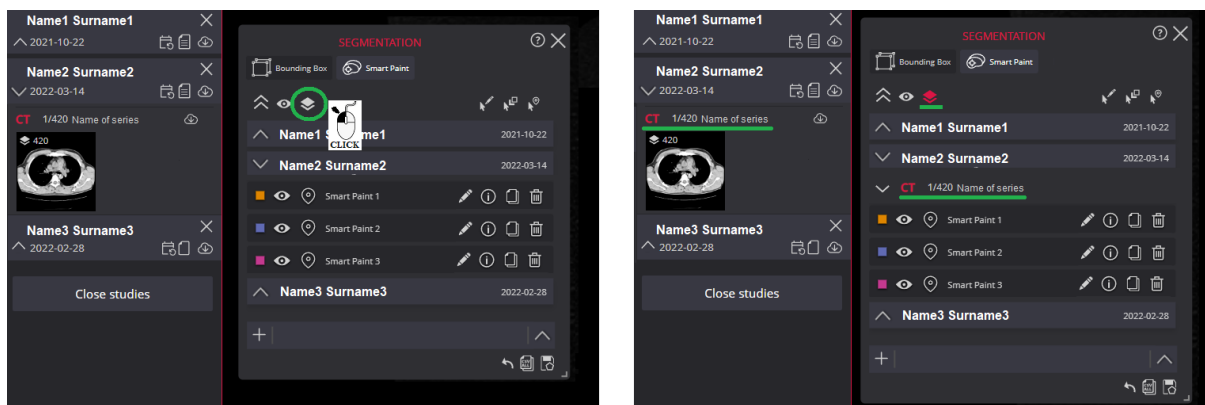 Name1 Surname1
2021-10-22
Name2 Surname2
2022-03-14
CT 1/420 Name of series
420
Name3 Surname3
2022-02-28
Close studies
SEGMENTATION
Bounding Box Smart Paint
CLICK
Name1 Surname1 2021-10-22
Name2 Surname2 2022-03-14
Smart Paint 1
Smart Paint 2
Smart Paint 3
Name3 Surname3 2022-02-28
Name1 Surname1
2021-10-22
Name2 Surname2
2022-03-14
CT 1/420 Name of series
420
Name3 Surname3
2022-02-28
Close studies
SEGMENTATION
Bounding Box Smart Paint
Name1 Surname1 2021-10-22
Name2 Surname2 2022-03-14
CT 1/420 Name of series
Smart Paint 1
Smart Paint 2
Smart Paint 3
Name3 Surname3 2022-02-28